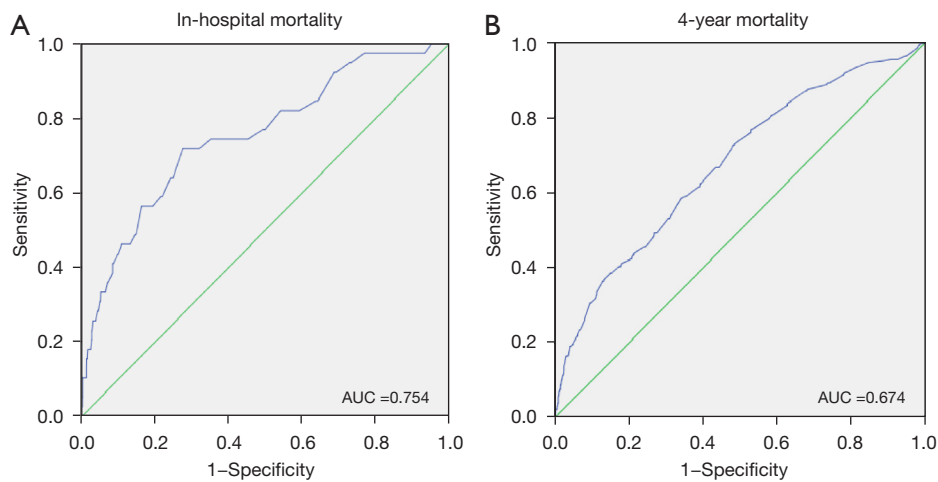 A
In-hospital mortality
1.0
0.8
0.6
0.4
0.2
0.0
Sensitivity
AUC =0.754
0.0 0.2 0.4 0.6 0.8 1.0
1–Specificity
B
4-year mortality
1.0
0.8
0.6
0.4
0.2
0.0
Sensitivity
AUC =0.674
0.0 0.2 0.4 0.6 0.8 1.0
1–Specificity